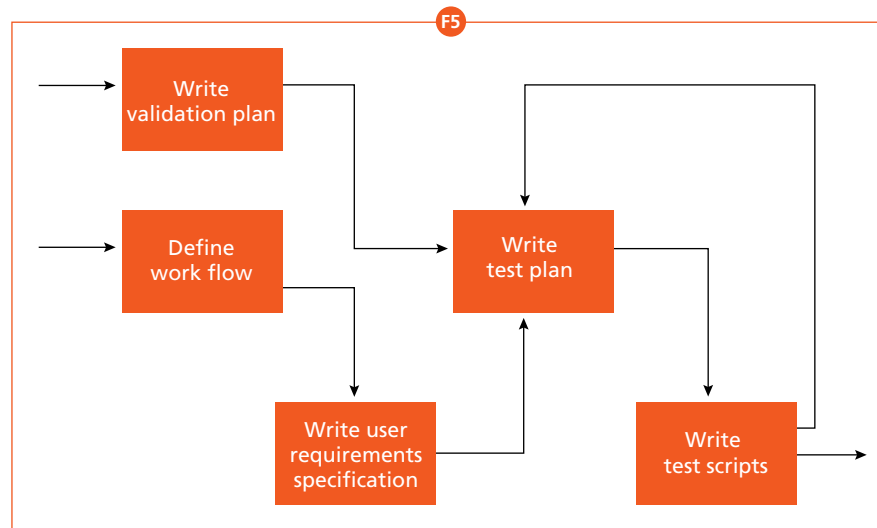 F5
Write
validation plan
Define
work flow
Write
test plan
Write user
requirements
specification
Write
test scripts